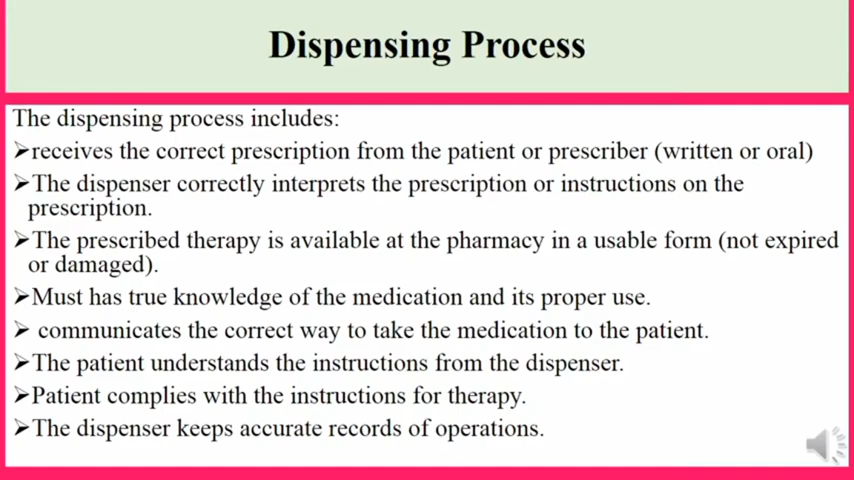 Dispensing Process
The dispensing process includes:
➢receives the correct prescription from the patient or prescriber (written or oral)
➢The dispenser correctly interprets the prescription or instructions on the
prescription.
➢The prescribed therapy is available at the pharmacy in a usable form (not expired
or damaged).
➢Must has true knowledge of the medication and its proper use.
➢ communicates the correct way to take the medication to the patient.
➢The patient understands the instructions from the dispenser.
➢Patient complies with the instructions for therapy.
➢The dispenser keeps accurate records of operations.